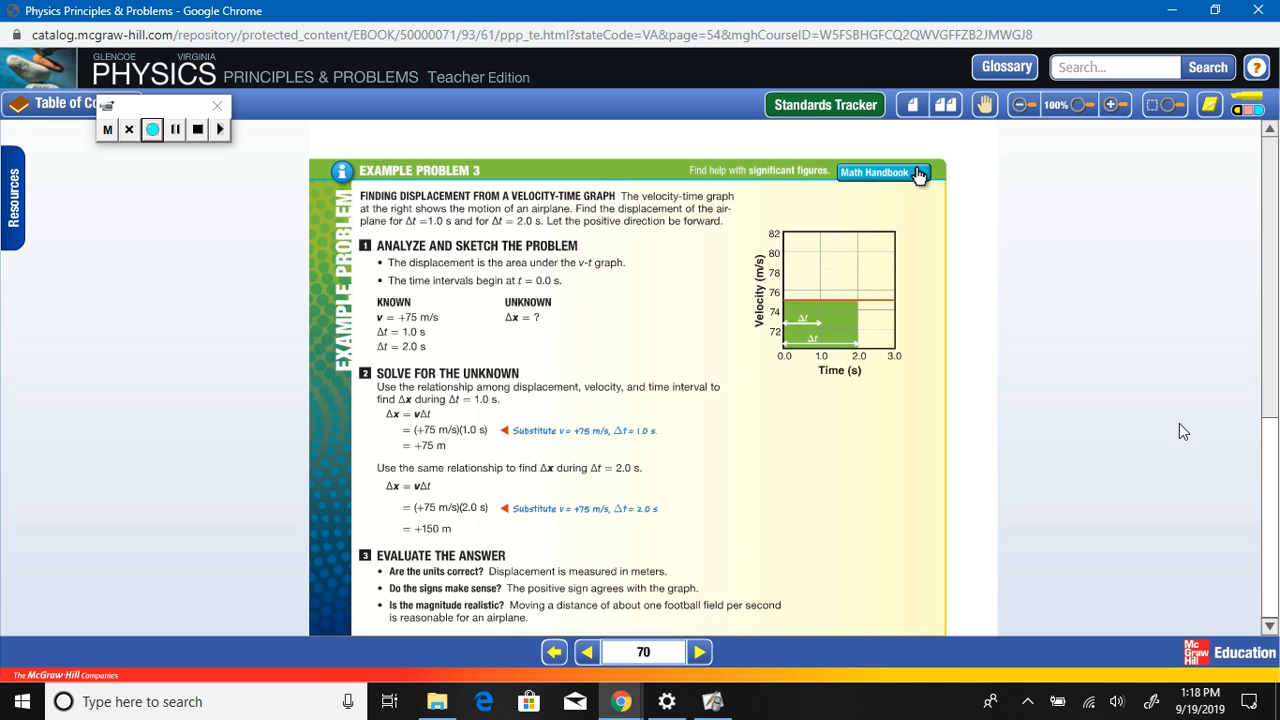 Physics Principles & Problems - Google Chrome
catalog.mcgraw-hill.com/repository/protected_content/EBOOK/50000071/93/61/ppp_te.html?stateCode=VA&page=54&mghCourseID=W5FSBHGFCQ2QWVGFFZB2JMWGJ8
GLENCOE VIRGINIA
PHYSICS PRINCIPLES & PROBLEMS Teacher Edition
Glossary Search... Search ?
Table of Co
Standards Tracker 100%
M
Resources
EXAMPLE PROBLEM
EXAMPLE PROBLEM 3 Find help with significant figures. Math Handbook
FINDING DISPLACEMENT FROM A VELOCITY-TIME GRAPH The velocity-time graph
at the right shows the motion of an airplane. Find the displacement of the air-
plane for Δt =1.0 s and for Δt = 2.0 s. Let the positive direction be forward.
1 ANALYZE AND SKETCH THE PROBLEM
• The displacement is the area under the v-t graph.
• The time intervals begin at t = 0.0 s.
KNOWN UNKNOWN
v = +75 m/s Δx = ?
Δt = 1.0 s
Δt = 2.0 s
82
80
78
76
74
72
Velocity (m/s)
Δt
Δt
0.0 1.0 2.0 3.0
Time (s)
2 SOLVE FOR THE UNKNOWN
Use the relationship among displacement, velocity, and time interval to
find Δx during Δt = 1.0 s.
Δx = vΔt
= (+75 m/s)(1.0 s) ◀ Substitute v = +75 m/s, Δt = 1.0 s.
= +75 m
Use the same relationship to find Δx during Δt = 2.0 s.
Δx = vΔt
= (+75 m/s)(2.0 s) ◀ Substitute v = +75 m/s, Δt = 2.0 s.
= +150 m
3 EVALUATE THE ANSWER
• Are the units correct? Displacement is measured in meters.
• Do the signs make sense? The positive sign agrees with the graph.
• Is the magnitude realistic? Moving a distance of about one football field per second
is reasonable for an airplane.
70
Mc Graw Hill Education
The McGraw-Hill Companies
Type here to search
1:18 PM
9/19/2019